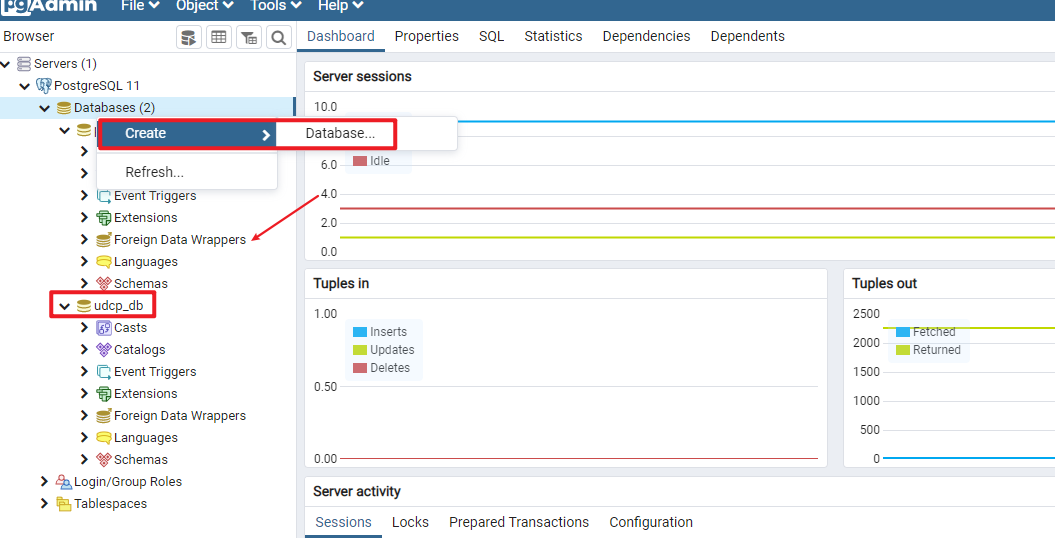 pgAdmin
File
Object
Tools
Help
Browser
Dashboard
Properties
SQL
Statistics
Dependencies
Dependents
Servers (1)
PostgreSQL 11
Databases (2)
Create
Database...
Refresh...
Event Triggers
Extensions
Foreign Data Wrappers
Languages
Schemas
udcp_db
Casts
Catalogs
Event Triggers
Extensions
Foreign Data Wrappers
Languages
Schemas
Login/Group Roles
Tablespaces
Server sessions
10.0
Idle
6.0
4.0
2.0
0.0
Tuples in
1.00
Inserts
Updates
Deletes
0.50
0.00
Tuples out
2500
Fetched
2000
Returned
1500
1000
500
0
Server activity
Sessions
Locks
Prepared Transactions
Configuration